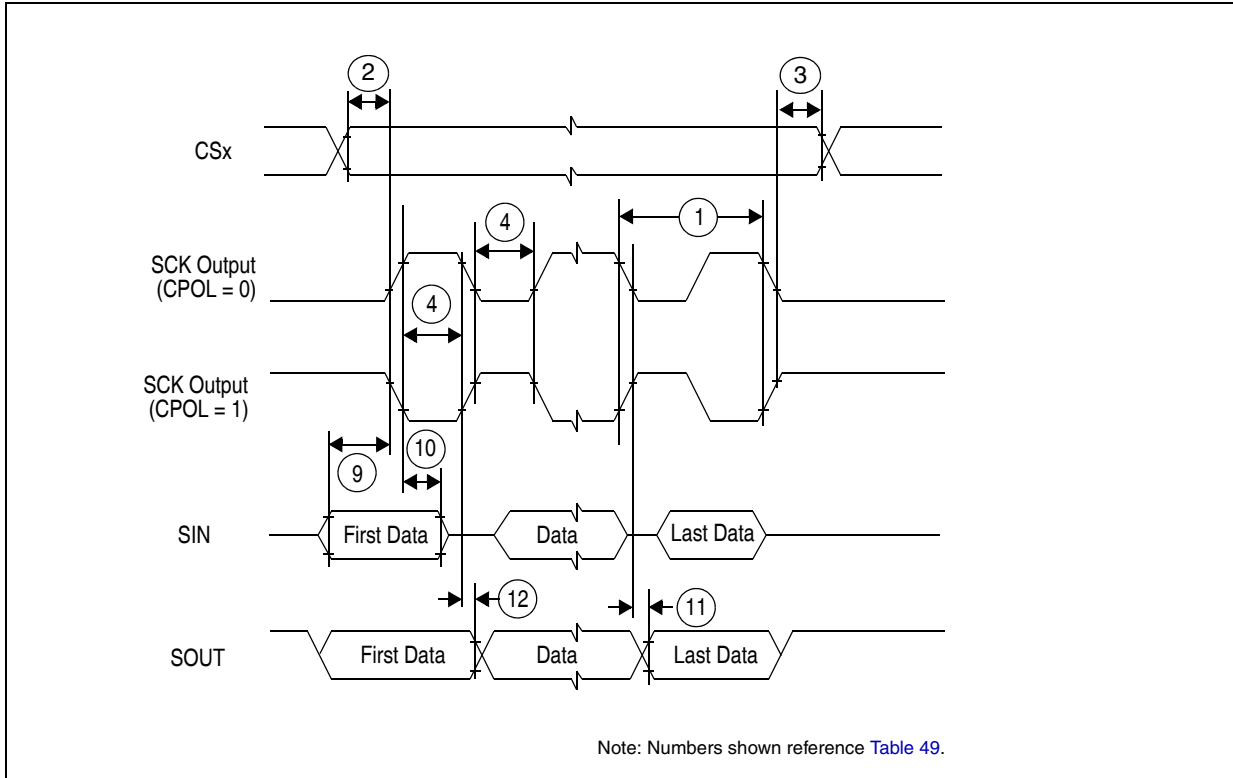 2
3
CSx
1
4
SCK Output
(CPOL = 0)
4
SCK Output
(CPOL = 1)
10
9
SIN
First Data
Data
Last Data
12
11
SOUT
First Data
Data
Last Data
Note: Numbers shown reference Table 49.